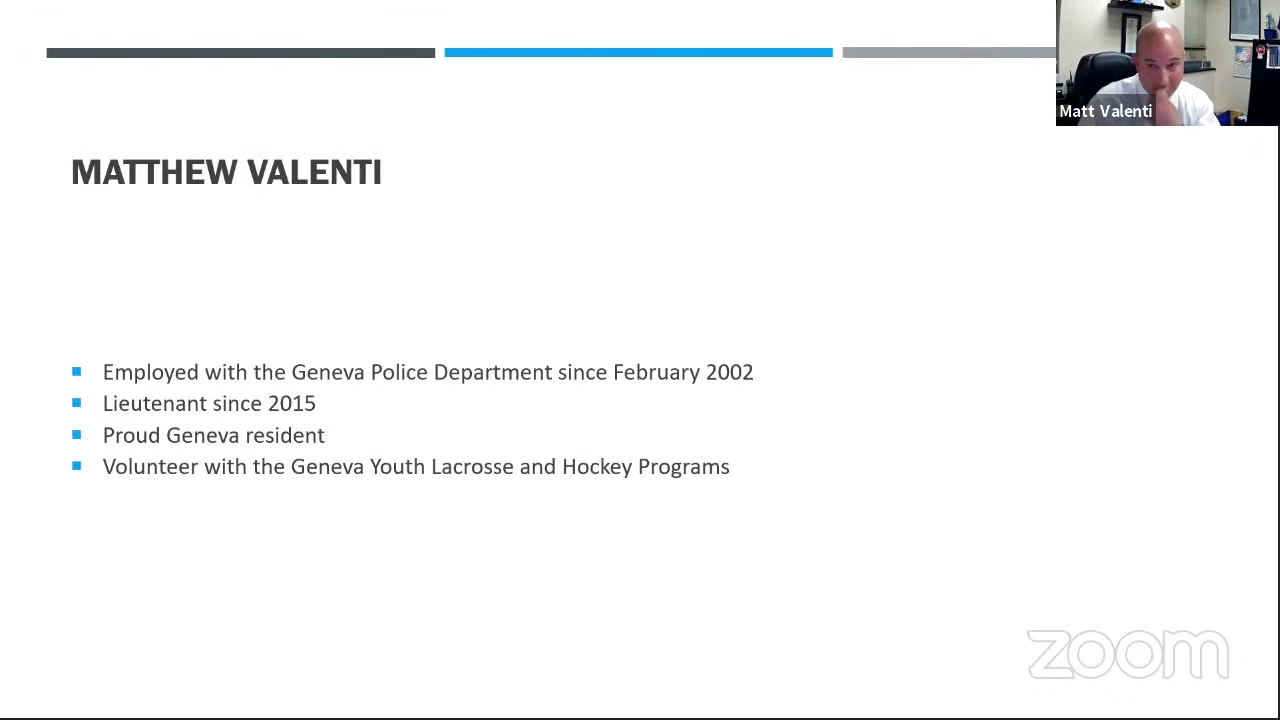 Matt Valenti
MATTHEW VALENTI
Employed with the Geneva Police Department since February 2002
Lieutenant since 2015
Proud Geneva resident
Volunteer with the Geneva Youth Lacrosse and Hockey Programs
zoom